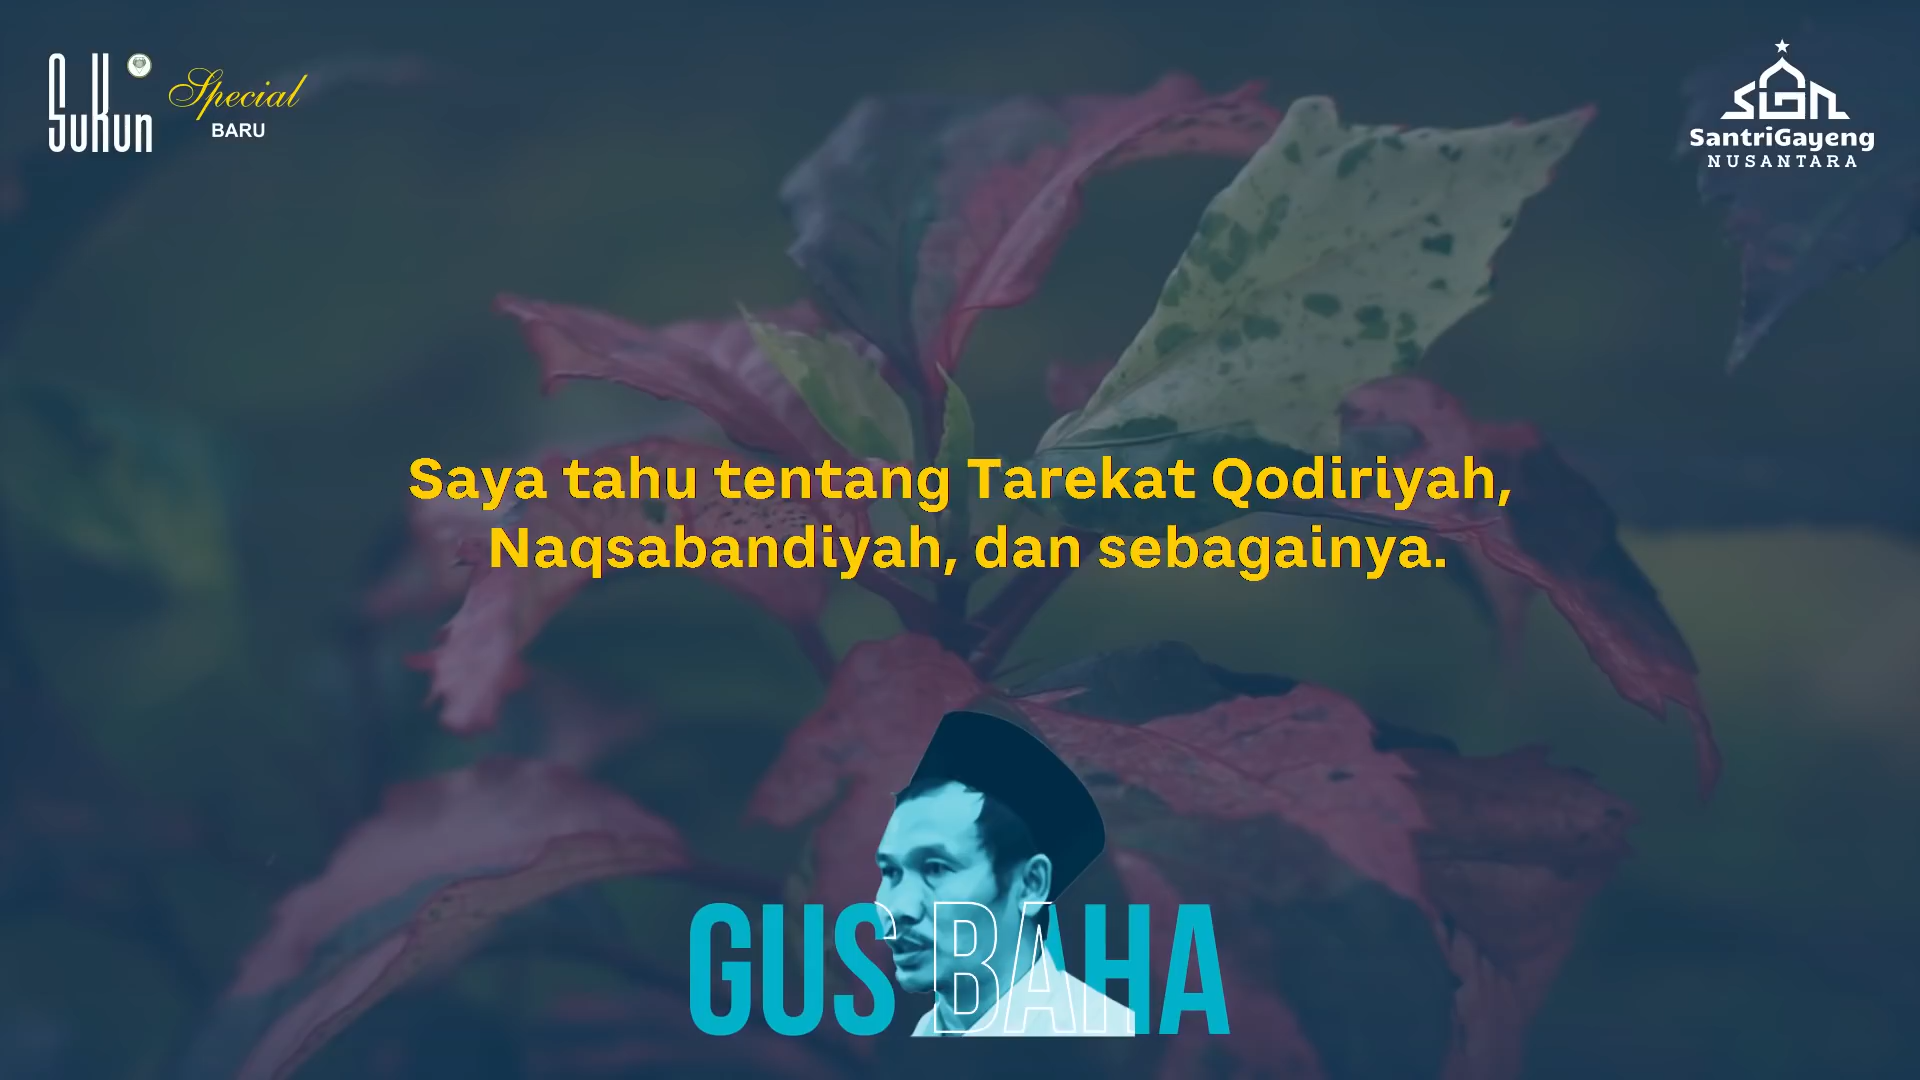 Sukun
Special
BARU
SGN
SantriGayeng
NUSANTARA
Saya tahu tentang Tarekat Qodiriyah,
Naqsabandiyah, dan sebagainya.
GUS BAHA